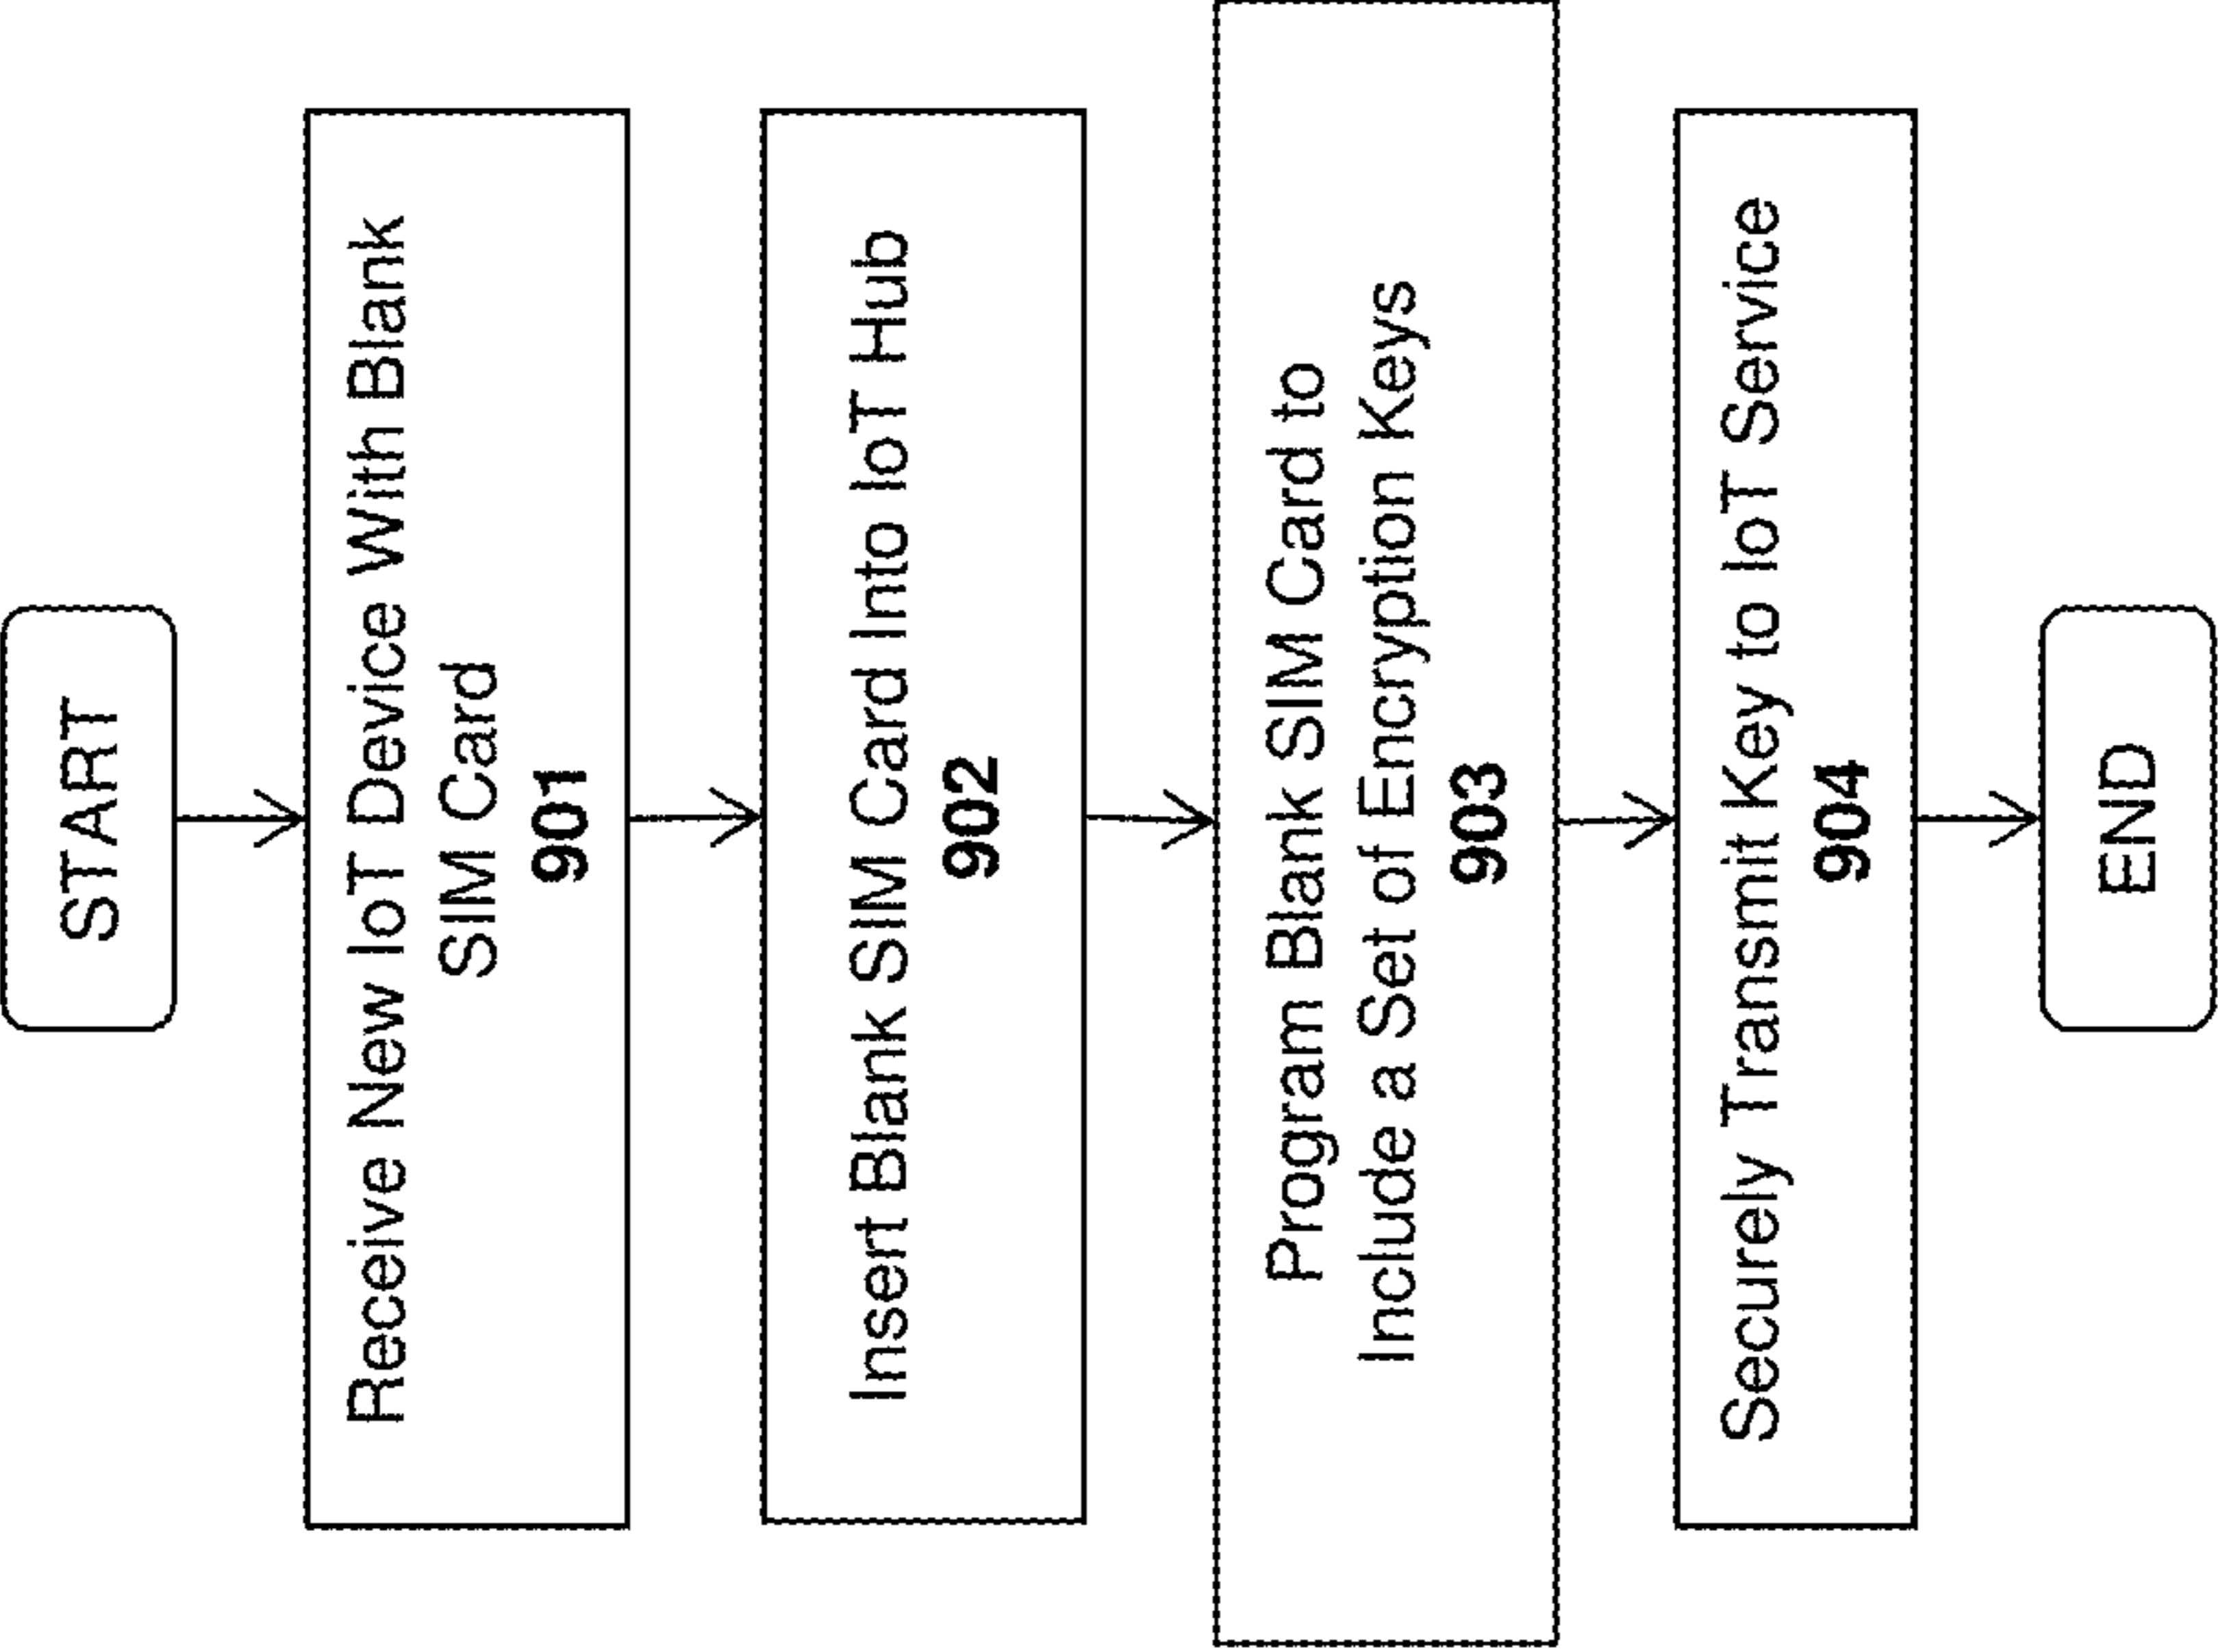 START
Receive New IoT Device With Blank
SIM Card
901
Insert Blank SIM Card Into IoT Hub
902
Program Blank SIM Card to
Include a Set of Encryption Keys
903
Securely Transmit Key to IoT Service
904
END